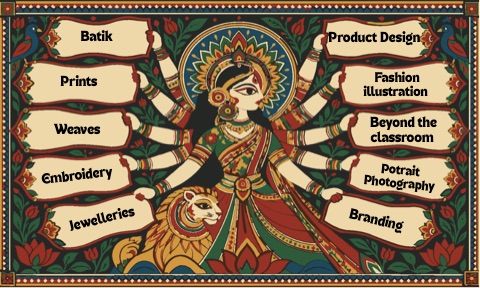 Batik
Prints
Weaves
Embroidery
Jewelleries
Product Design
Fashion
illustration
Beyond the
classroom
Potrait
Photography
Branding